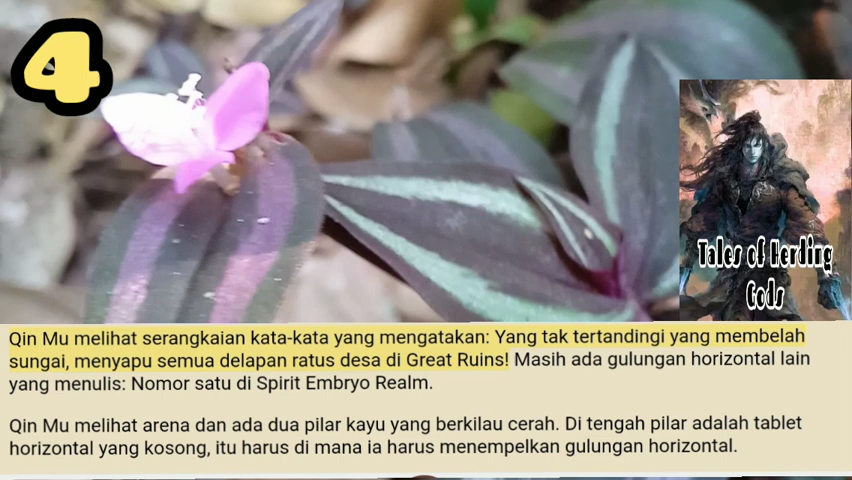 4
Tales of Herding
Gods
Qin Mu melihat serangkaian kata-kata yang mengatakan: Yang tak tertandingi yang membelah
sungai, menyapu semua delapan ratus desa di Great Ruins! Masih ada gulungan horizontal lain
yang menulis: Nomor satu di Spirit Embryo Realm.
Qin Mu melihat arena dan ada dua pilar kayu yang berkilau cerah. Di tengah pilar adalah tablet
horizontal yang kosong, itu harus di mana ia harus menempelkan gulungan horizontal.